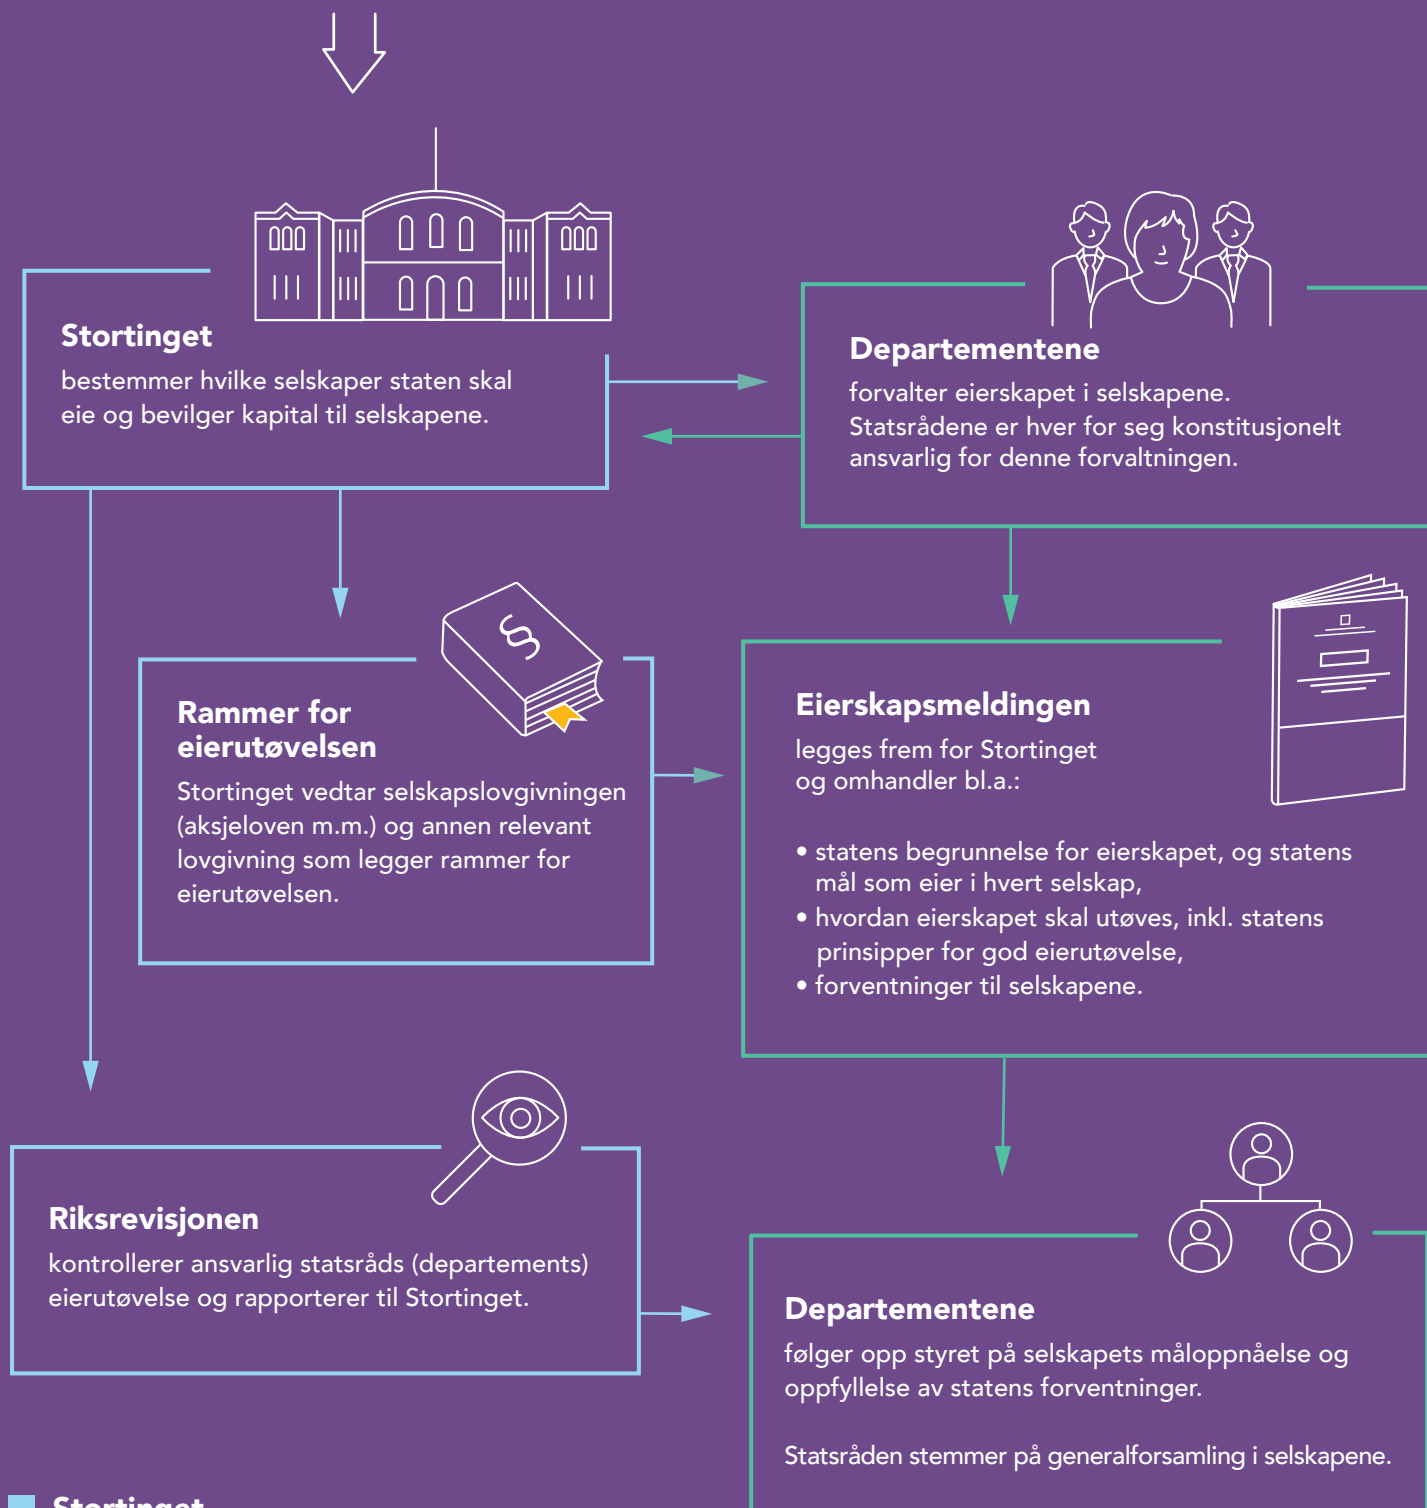 Stortinget
bestemmer hvilke selskaper staten skal
eie og bevilger kapital til selskapene.
Departementene
forvalter eierskapet i selskapene.
Statsrådene er hver for seg konstitusjonelt
ansvarlig for denne forvaltningen.
§
Rammer for
eierutøvelsen
Stortinget vedtar selskapslovgivningen
(aksjeloven m.m.) og annen relevant
lovgivning som legger rammer for
eierutøvelsen.
Eierskapsmeldingen
legges frem for Stortinget
og omhandler bl.a.:
• statens begrunnelse for eierskapet, og statens
mål som eier i hvert selskap,
• hvordan eierskapet skal utøves, inkl. statens
prinsipper for god eierutøvelse,
• forventninger til selskapene.
Riksrevisjonen
kontrollerer ansvarlig statsråds (departements)
eierutøvelse og rapporterer til Stortinget.
Departementene
følger opp styret på selskapets måloppnåelse og
oppfyllelse av statens forventninger.
Statsråden stemmer på generalforsamling i selskapene.
Stortinget